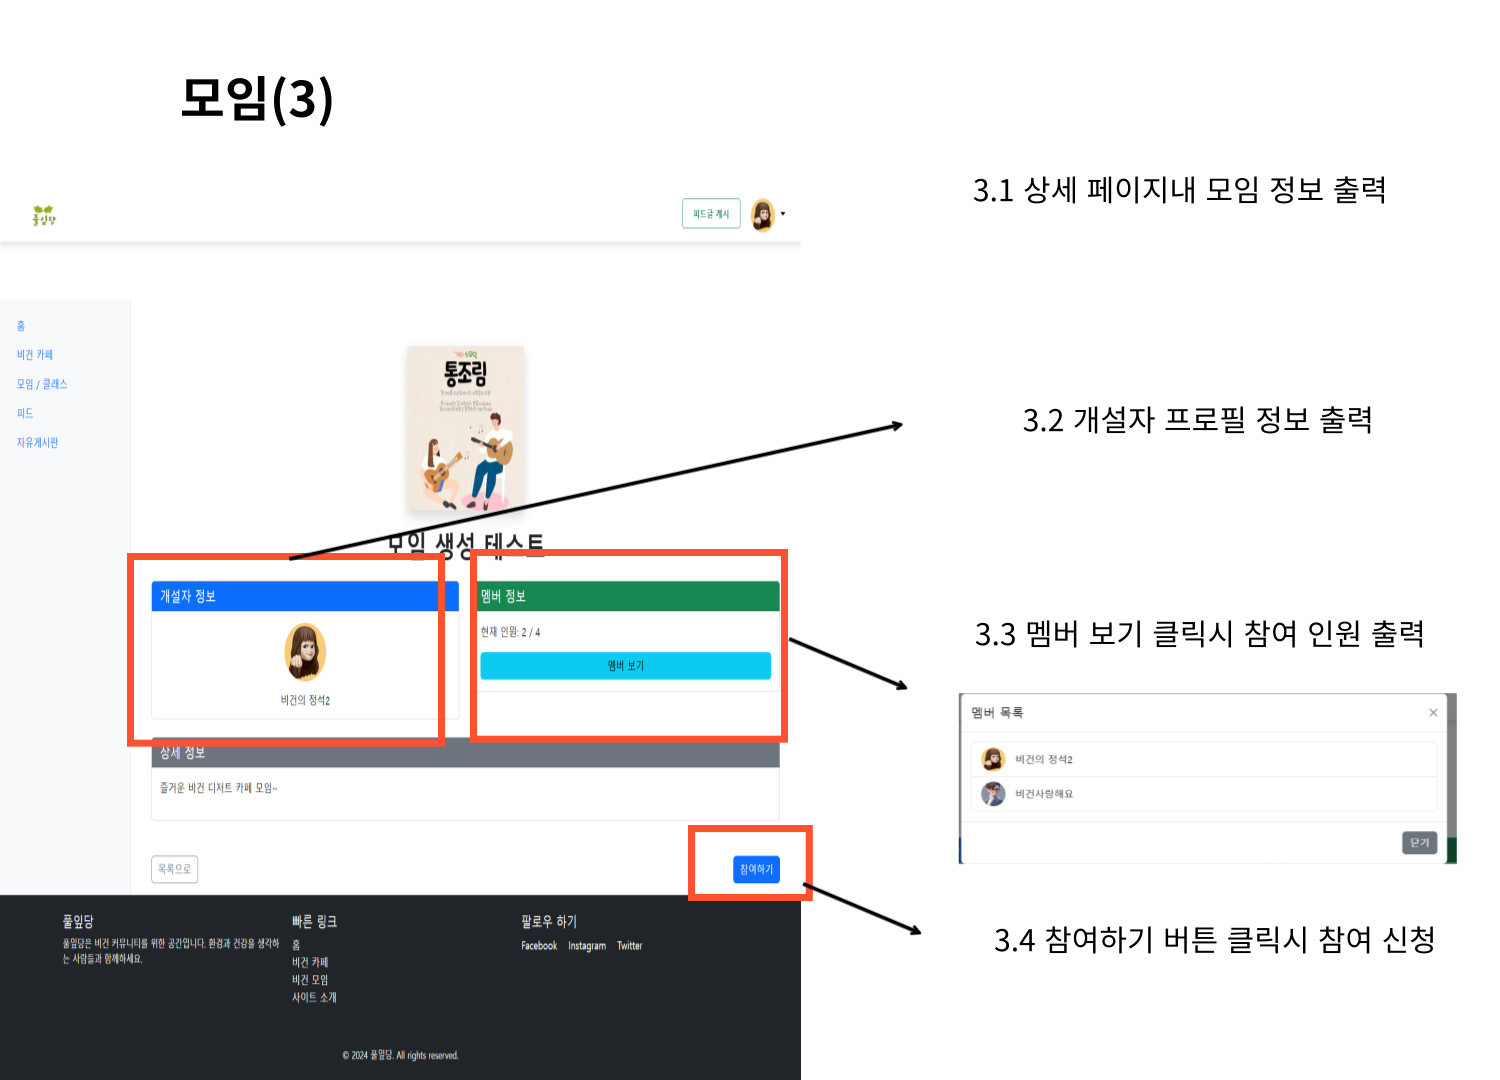 모임(3)
3.1 상세 페이지내 모임 정보 출력
풀잎당
피드글 게시
홈
비건 카페
모임 / 클래스
피드
자유게시판
통조림
3.2 개설자 프로필 정보 출력
모임 생성 테스트
개설자 정보
비건의 정석2
멤버 정보
현재 인원: 2 / 4
멤버 보기
3.3 멤버 보기 클릭시 참여 인원 출력
멤버 목록
×
비건의 정석2
비건사랑해요
닫기
상세 정보
즐거운 비건 디저트 카페 모임~
목록으로
참여하기
3.4 참여하기 버튼 클릭시 참여 신청
풀잎당
풀잎당은 비건 커뮤니티를 위한 공간입니다. 환경과 건강을 생각하
는 사람들과 함께하세요.
빠른 링크
홈
비건 카페
비건 모임
사이트 소개
팔로우 하기
Facebook Instagram Twitter
© 2024 풀잎당. All rights reserved.